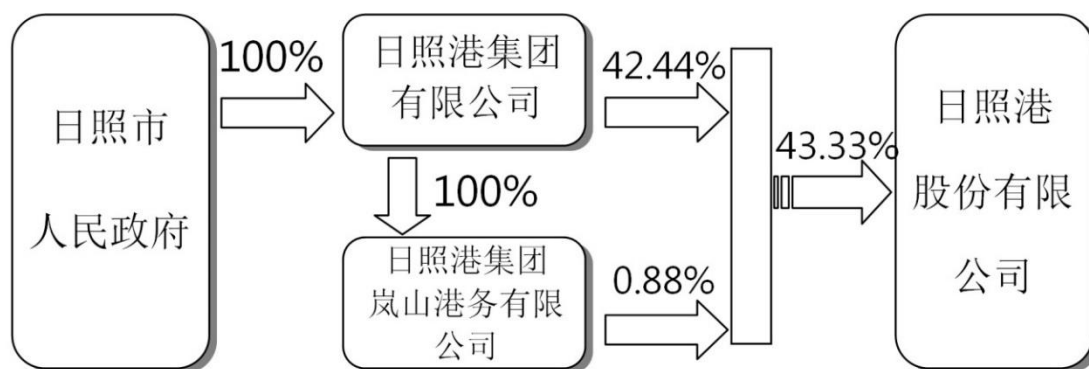 日照市
人民政府
100%
日照港集团
有限公司
100%
日照港集团
岚山港务有限
公司
42.44%
0.88%
43.33%
日照港
股份有限
公司